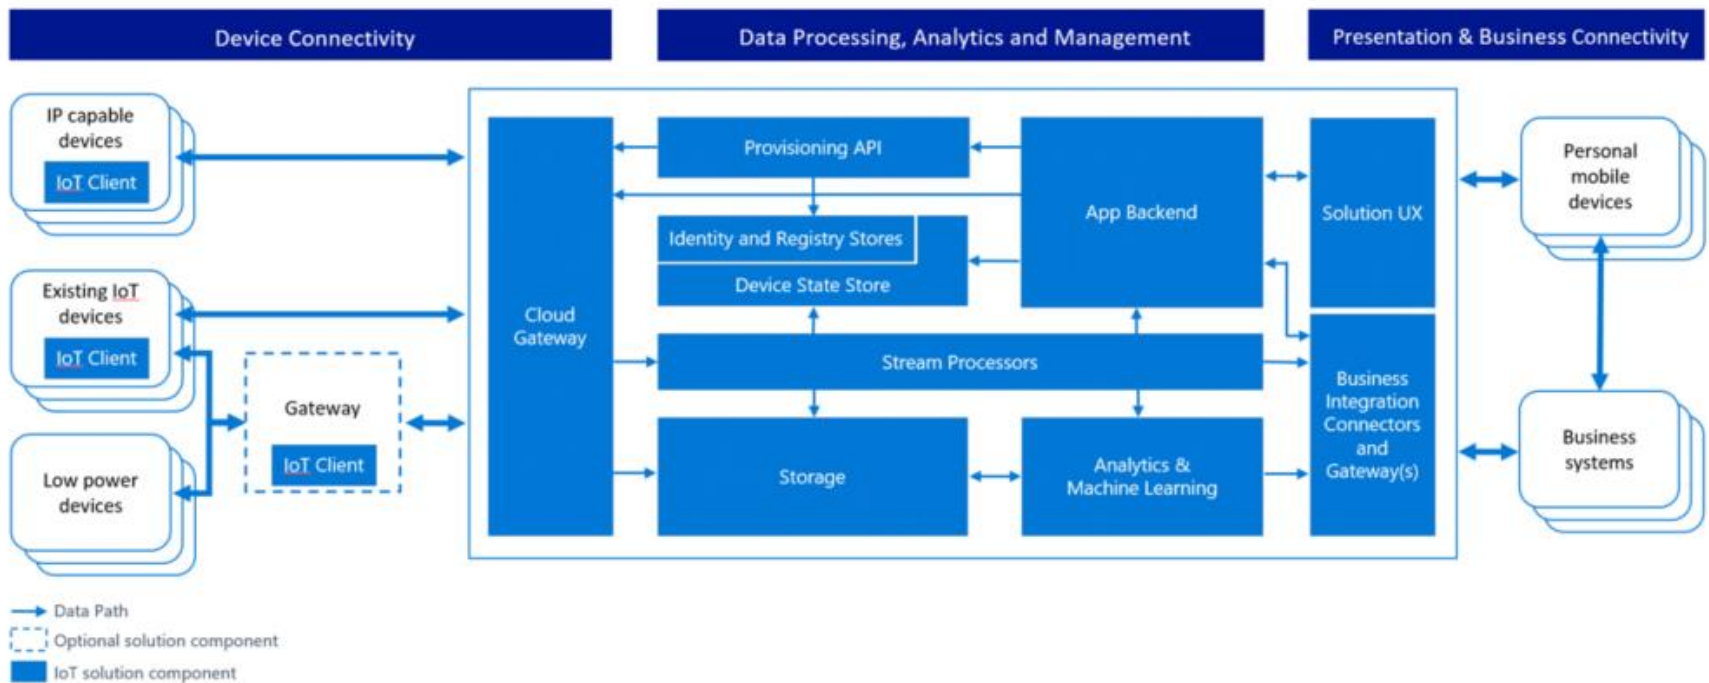 Device Connectivity
Data Processing, Analytics and Management
Presentation & Business Connectivity
IP capable
devices
IoT Client
Existing IoT
devices
IoT Client
Low power
devices
Gateway
IoT Client
Cloud
Gateway
Provisioning API
Identity and Registry Stores
Device State Store
App Backend
Stream Processors
Storage
Analytics &
Machine Learning
Solution UX
Business
Integration
Connectors
and
Gateway(s)
Personal
mobile
devices
Business
systems
Data Path
Optional solution component
IoT solution component